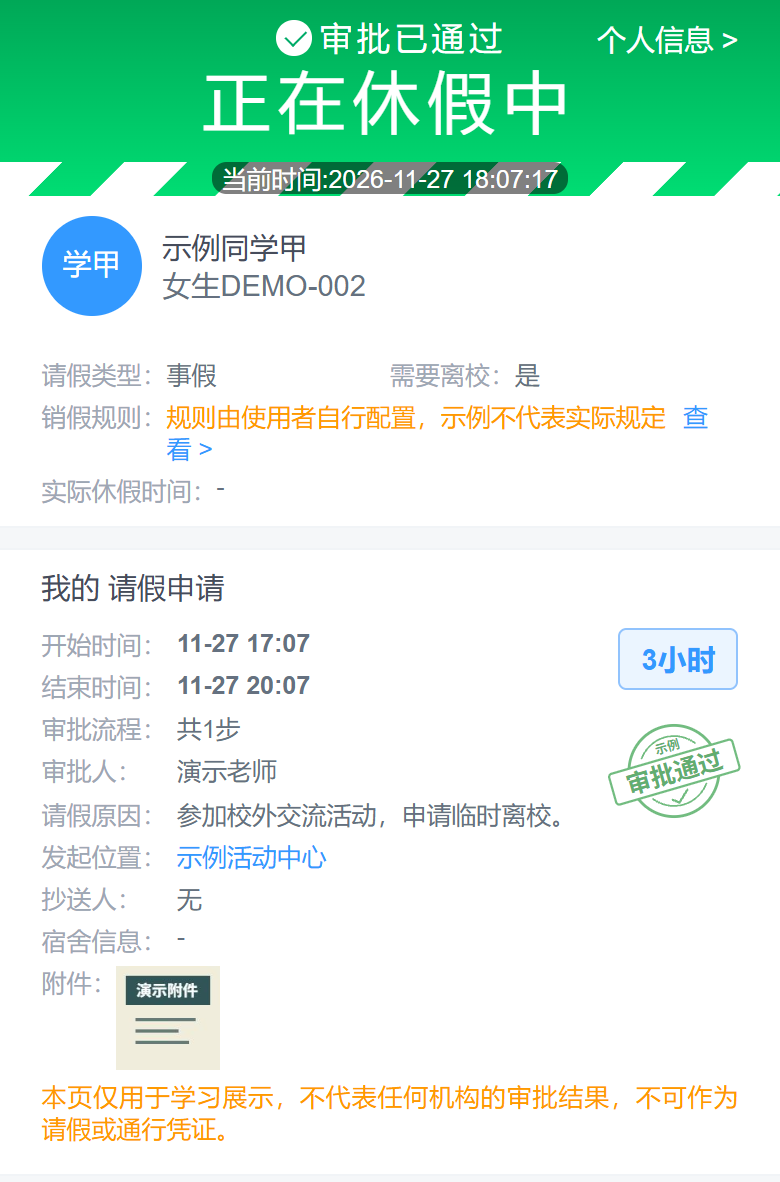 审批已通过
个人信息 >
正在休假中
当前时间:2026-11-27 18:07:17
学甲
示例同学甲
女生DEMO-002
请假类型：事假
需要离校：是
销假规则：规则由使用者自行配置，示例不代表实际规定 查
看 >
实际休假时间：-
我的 请假申请
开始时间：11-27 17:07
3小时
结束时间：11-27 20:07
审批流程：共1步
示例
审批通过
审批人：演示老师
请假原因：参加校外交流活动，申请临时离校。
发起位置：示例活动中心
抄送人：无
宿舍信息：-
附件：
演示附件
本页仅用于学习展示，不代表任何机构的审批结果，不可作为
请假或通行凭证。